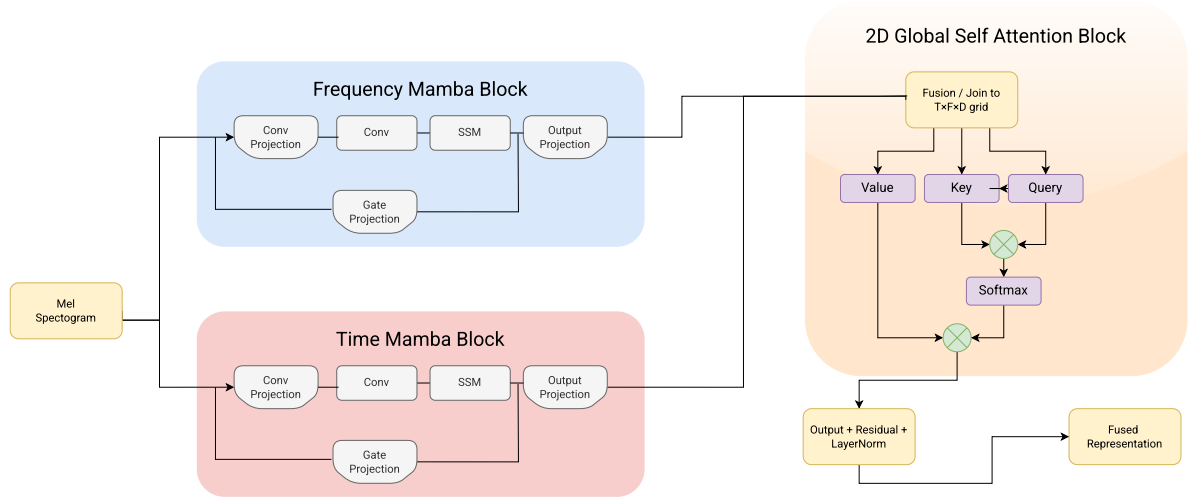 2D Global Self Attention Block
Fusion / Join to
T×F×D grid
Value
Key
Query
Softmax
Frequency Mamba Block
Conv
Projection
Conv
SSM
Output
Projection
Gate
Projection
Mel
Spectogram
Time Mamba Block
Conv
Projection
Conv
SSM
Output
Projection
Gate
Projection
Output + Residual +
LayerNorm
Fused
Representation